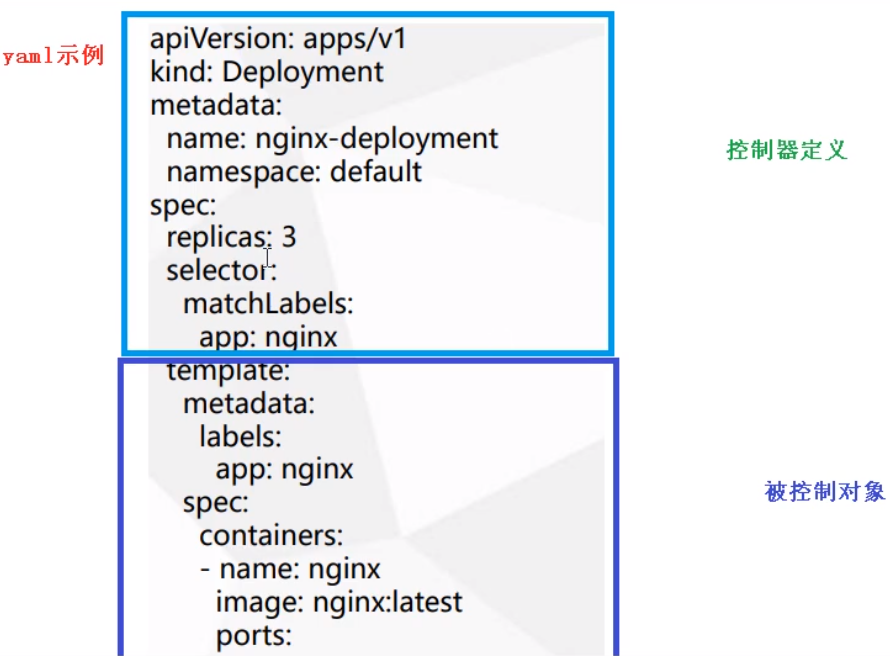 yaml示例
apiVersion: apps/v1
kind: Deployment
metadata:
name: nginx-deployment
namespace: default
控制器定义
spec:
replicas: 3
selector:
matchLabels:
app: nginx
template:
metadata:
labels:
app: nginx
被控制对象
spec:
containers:
- name: nginx
image: nginx:latest
ports: